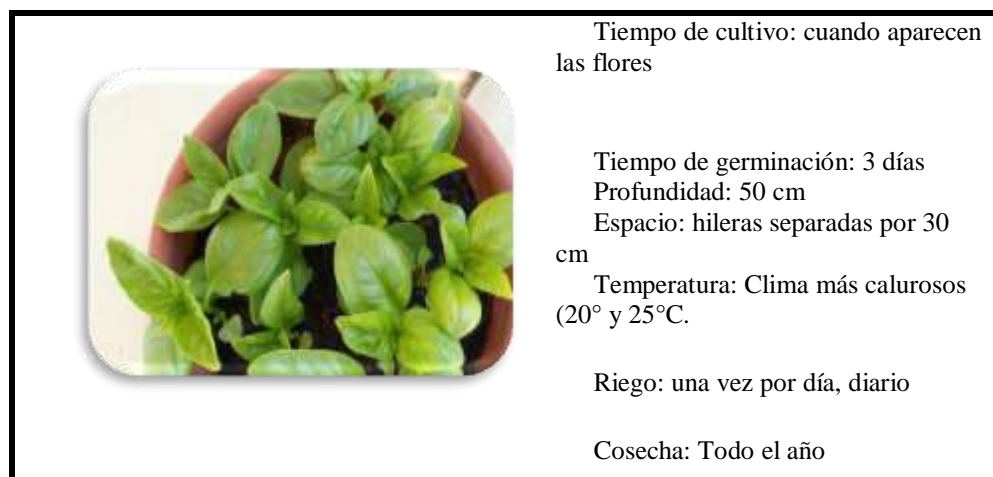 Tiempo de cultivo: cuando aparecen
las flores
Tiempo de germinación: 3 días
Profundidad: 50 cm
Espacio: hileras separadas por 30
cm
Temperatura: Clima más calurosos
(20° y 25°C.
Riego: una vez por día, diario
Cosecha: Todo el año